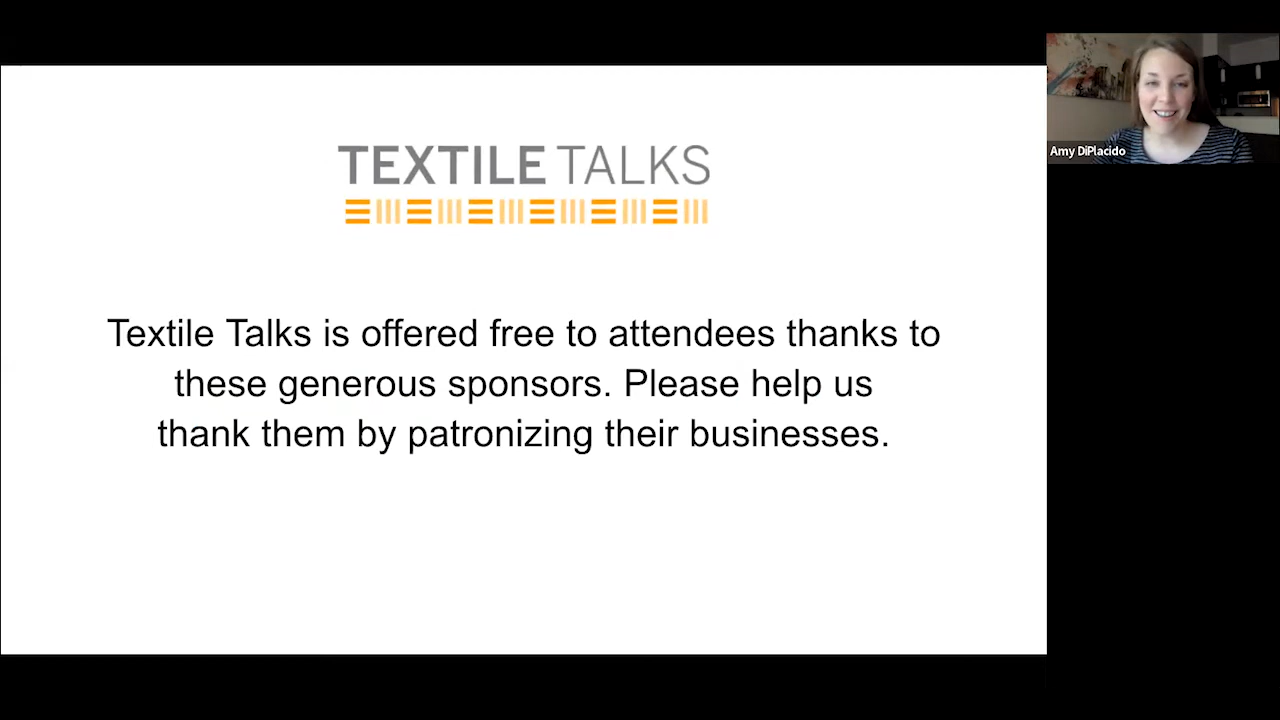 TEXTILE TALKS
Textile Talks is offered free to attendees thanks to
these generous sponsors. Please help us
thank them by patronizing their businesses.
Amy DiPlacido